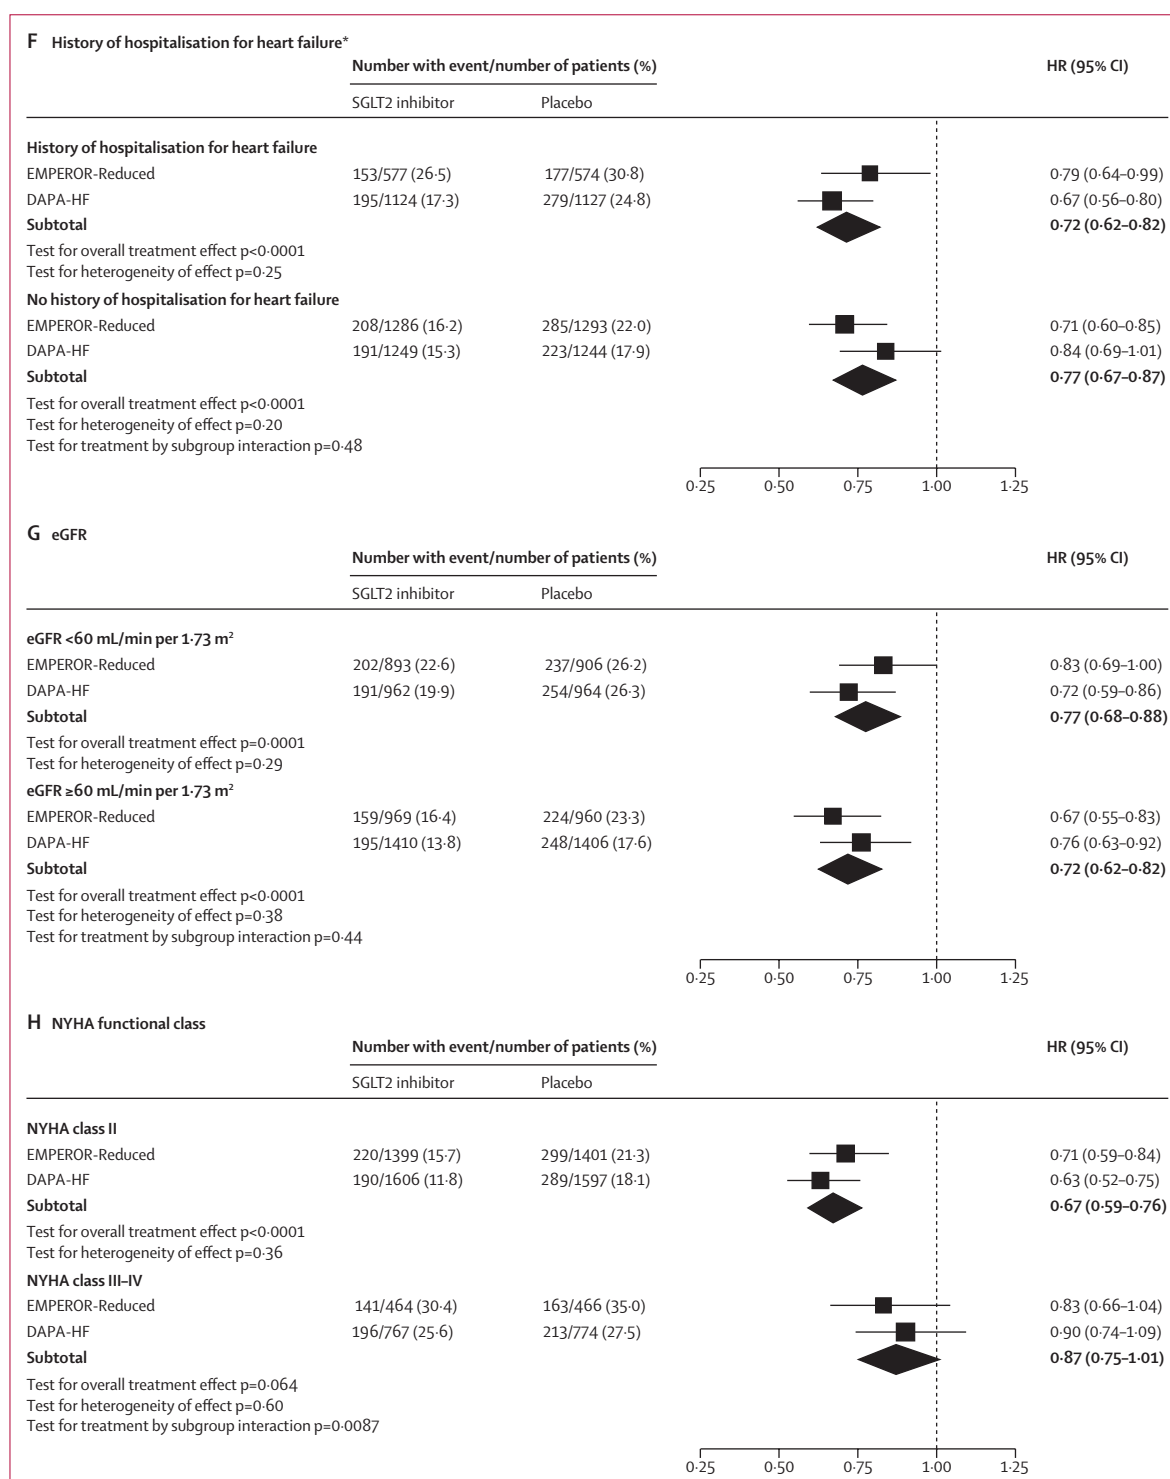 F History of hospitalisation for heart failure*
Number with event/number of patients (%) HR (95% CI)
SGLT2 inhibitor Placebo
History of hospitalisation for heart failure
EMPEROR-Reduced 153/577 (26·5) 177/574 (30·8) 0·79 (0·64–0·99)
DAPA-HF 195/1124 (17·3) 279/1127 (24·8) 0·67 (0·56–0·80)
Subtotal 0·72 (0·62–0·82)
Test for overall treatment effect p<0·0001
Test for heterogeneity of effect p=0·25
No history of hospitalisation for heart failure
EMPEROR-Reduced 208/1286 (16·2) 285/1293 (22·0) 0·71 (0·60–0·85)
DAPA-HF 191/1249 (15·3) 223/1244 (17·9) 0·84 (0·69–1·01)
Subtotal 0·77 (0·67–0·87)
Test for overall treatment effect p<0·0001
Test for heterogeneity of effect p=0·20
Test for treatment by subgroup interaction p=0·48
0·25 0·50 0·75 1·00 1·25
G eGFR
Number with event/number of patients (%) HR (95% CI)
SGLT2 inhibitor Placebo
eGFR <60 mL/min per 1·73 m²
EMPEROR-Reduced 202/893 (22·6) 237/906 (26·2) 0·83 (0·69–1·00)
DAPA-HF 191/962 (19·9) 254/964 (26·3) 0·72 (0·59–0·86)
Subtotal 0·77 (0·68–0·88)
Test for overall treatment effect p=0·0001
Test for heterogeneity of effect p=0·29
eGFR ≥60 mL/min per 1·73 m²
EMPEROR-Reduced 159/969 (16·4) 224/960 (23·3) 0·67 (0·55–0·83)
DAPA-HF 195/1410 (13·8) 248/1406 (17·6) 0·76 (0·63–0·92)
Subtotal 0·72 (0·62–0·82)
Test for overall treatment effect p<0·0001
Test for heterogeneity of effect p=0·38
Test for treatment by subgroup interaction p=0·44
0·25 0·50 0·75 1·00 1·25
H NYHA functional class
Number with event/number of patients (%) HR (95% CI)
SGLT2 inhibitor Placebo
NYHA class II
EMPEROR-Reduced 220/1399 (15·7) 299/1401 (21·3) 0·71 (0·59–0·84)
DAPA-HF 190/1606 (11·8) 289/1597 (18·1) 0·63 (0·52–0·75)
Subtotal 0·67 (0·59–0·76)
Test for overall treatment effect p<0·0001
Test for heterogeneity of effect p=0·36
NYHA class III–IV
EMPEROR-Reduced 141/464 (30·4) 163/466 (35·0) 0·83 (0·66–1·04)
DAPA-HF 196/767 (25·6) 213/774 (27·5) 0·90 (0·74–1·09)
Subtotal 0·87 (0·75–1·01)
Test for overall treatment effect p=0·064
Test for heterogeneity of effect p=0·60
Test for treatment by subgroup interaction p=0·0087
0·25 0·50 0·75 1·00 1·25